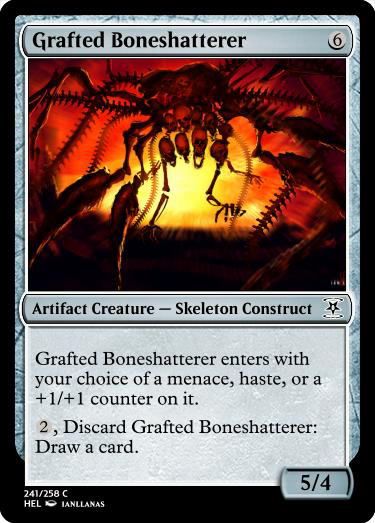 Grafted Boneshatterer 6
Artifact Creature — Skeleton Construct
Grafted Boneshatterer enters with
your choice of a menace, haste, or a
+1/+1 counter on it.
2, Discard Grafted Boneshatterer:
Draw a card.
5/4
241/258 C
HEL IANLLANAS